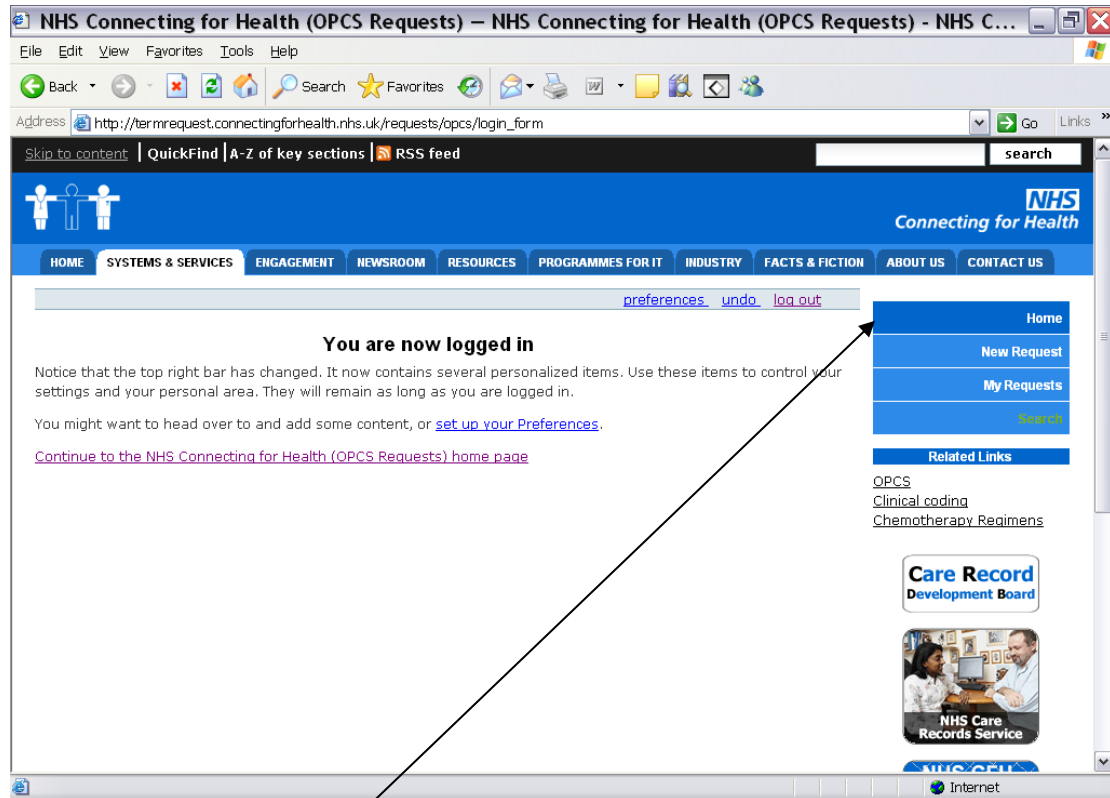 NHS Connecting for Health (OPCS Requests) — NHS Connecting for Health (OPCS Requests) - NHS C...
File Edit View Favorites Tools Help
Back Search Favorites
Address http://termrequest.connectingforhealth.nhs.uk/requests/opcs/login_form Go Links »
Skip to content | QuickFind | A-Z of key sections | RSS feed search
NHS
Connecting for Health
HOME SYSTEMS & SERVICES ENGAGEMENT NEWSROOM RESOURCES PROGRAMMES FOR IT INDUSTRY FACTS & FICTION ABOUT US CONTACT US
preferences undo log out
You are now logged in
Notice that the top right bar has changed. It now contains several personalized items. Use these items to control your
settings and your personal area. They will remain as long as you are logged in.
You might want to head over to and add some content, or set up your Preferences.
Continue to the NHS Connecting for Health (OPCS Requests) home page
Home
New Request
My Requests
Search
Related Links
OPCS
Clinical coding
Chemotherapy Regimens
Care Record
Development Board
NHS Care
Records Service
Internet